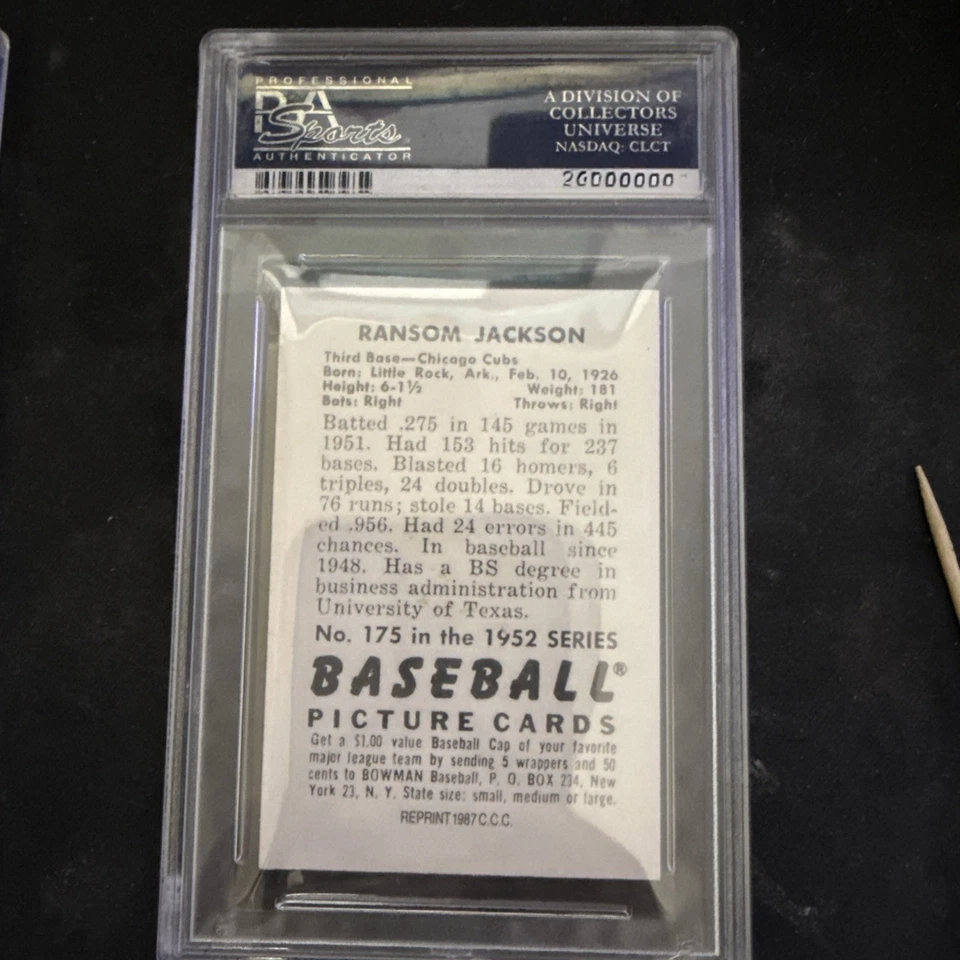 PROFESSIONAL
PSA
Sports
AUTHENTICATOR
A DIVISION OF
COLLECTORS
UNIVERSE
NASDAQ: CLCT
RANSOM JACKSON
Third Base—Chicago Cubs
Born: Little Rock, Ark., Feb. 10, 1926
Height: 6-1½ Weight: 181
Bats: Right Throws: Right
Batted .275 in 145 games in
1951. Had 153 hits for 237
bases. Blasted 16 homers, 6
triples, 24 doubles. Drove in
76 runs; stole 14 bases. Field-
ed .956. Had 24 errors in 445
chances. In baseball since
1948. Has a BS degree in
business administration from
University of Texas.
No. 175 in the 1952 SERIES
BASEBALL®
PICTURE CARDS
Get a $1.00 value Baseball Cap of your favorite
major league team by sending 5 wrappers and 50
cents to BOWMAN Baseball, P. O. BOX 234, New
York 23, N. Y. State size: small, medium or large.
REPRINT 1987 C.C.C.